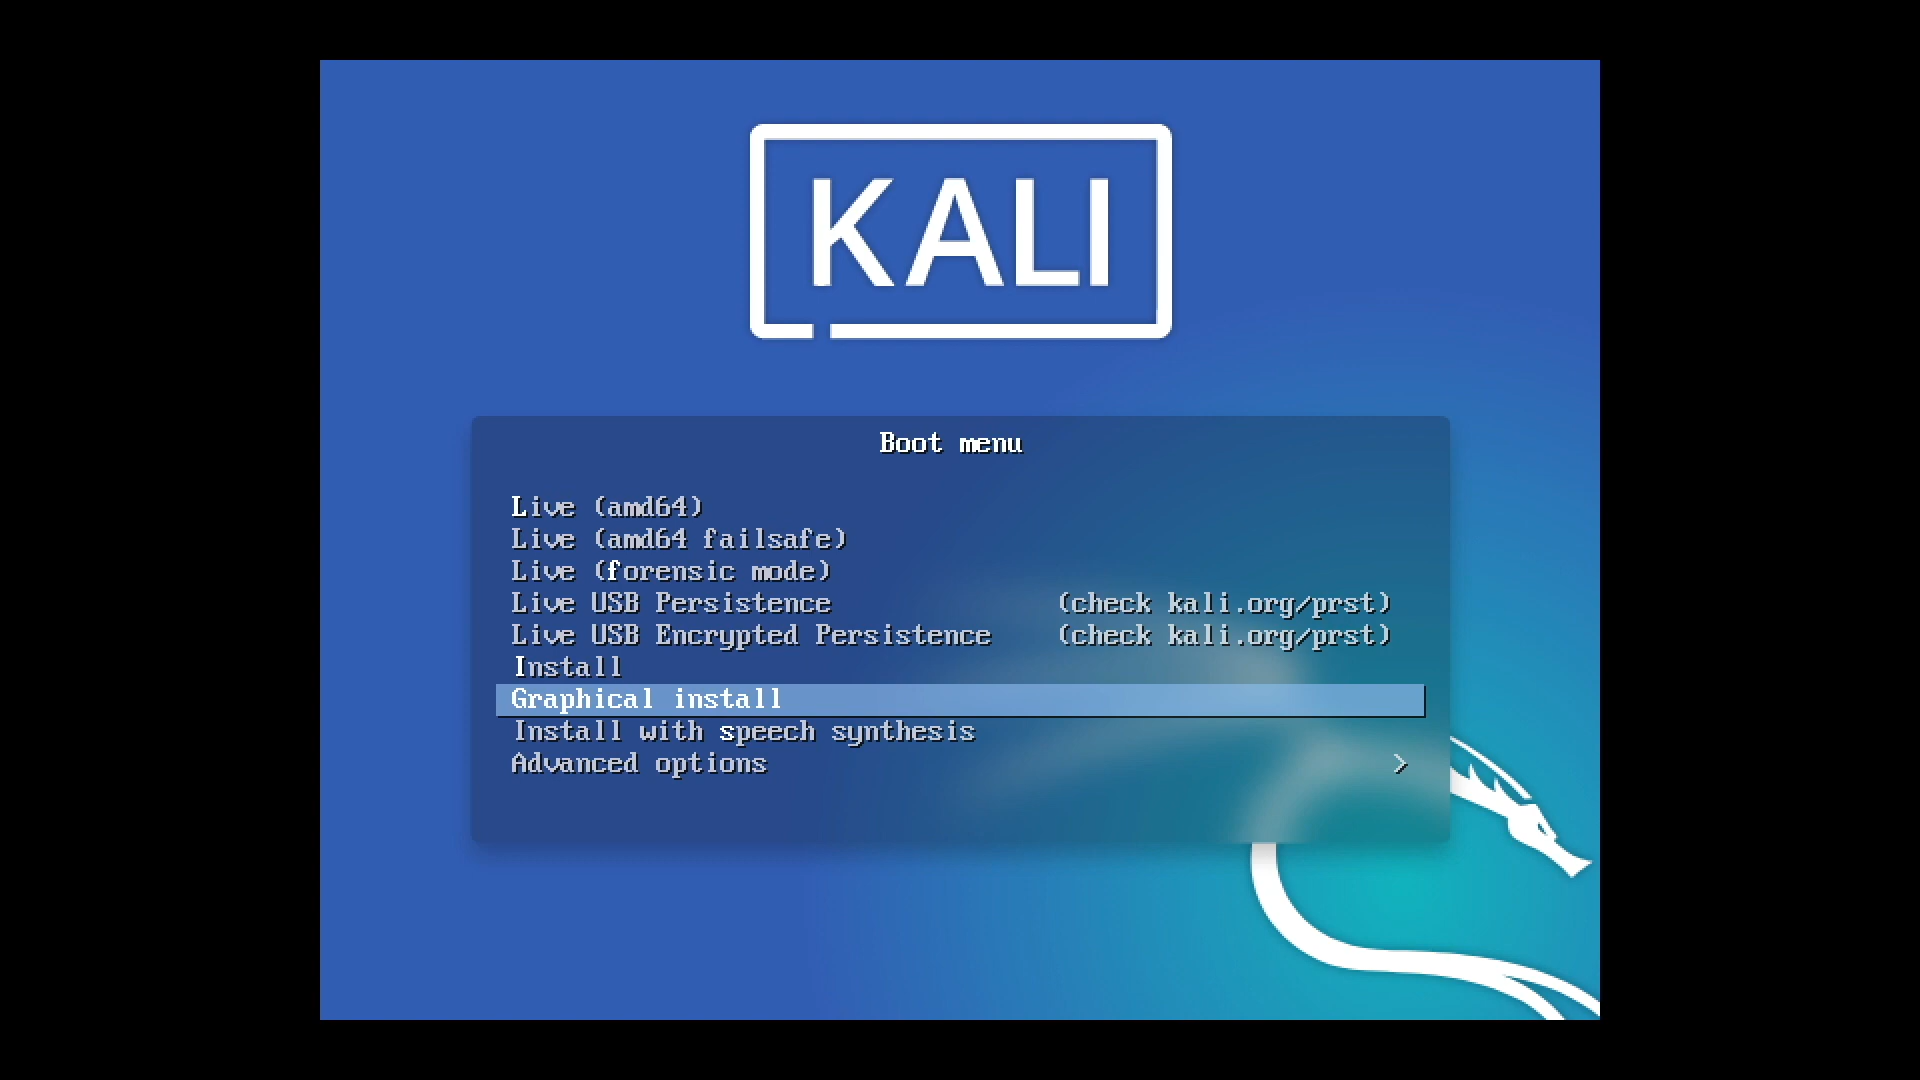 KALI
Boot menu
Live (amd64)
Live (amd64 failsafe)
Live (forensic mode)
Live USB Persistence (check kali.org/prst)
Live USB Encrypted Persistence (check kali.org/prst)
Install
Graphical install
Install with speech synthesis
Advanced options >